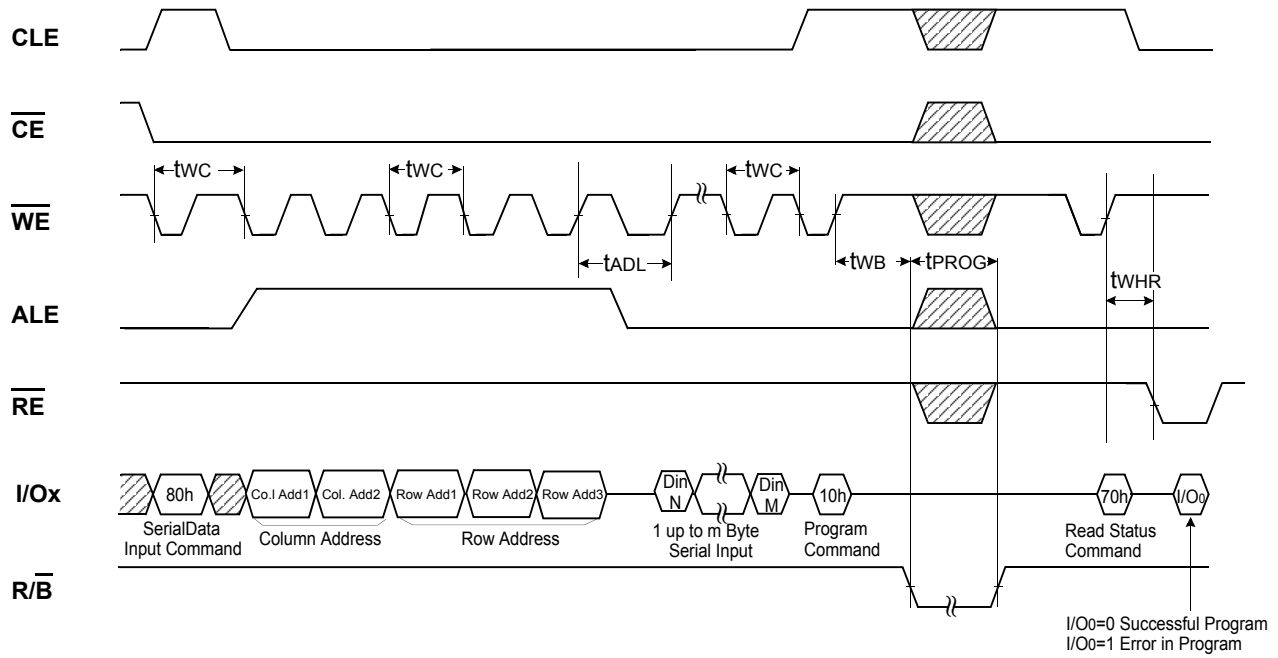 CLE
CE
tWC
tWC
tWC
WE
tADL
tWB
tPROG
tWHR
ALE
RE
I/Ox
80h
Co.l Add1
Col. Add2
Row Add1
Row Add2
Row Add3
Din
N
Din
M
10h
70h
I/O0
SerialData
Input Command
Column Address
Row Address
1 up to m Byte
Serial Input
Program
Command
Read Status
Command
R/B
I/O0=0 Successful Program
I/O0=1 Error in Program